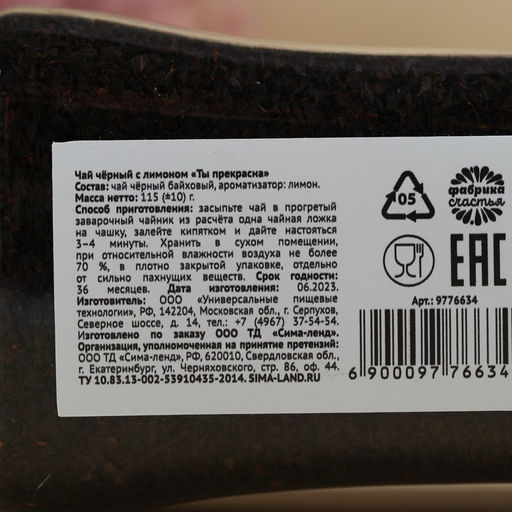 Чай чёрный с лимоном «Ты прекрасна»
Состав: чай чёрный байховый, ароматизатор: лимон.
Масса нетто: 115 (±10) г.
Способ приготовления: засыпьте чай в прогретый
заварочный чайник из расчёта одна чайная ложка
на чашку, залейте кипятком и дайте настояться
3–4 минуты. Хранить в сухом помещении,
при относительной влажности воздуха не более
70 %, в плотно закрытой упаковке, отдельно
от сильно пахнущих веществ. Срок годности:
36 месяцев. Дата изготовления: 06.2023.
Изготовитель: ООО «Универсальные пищевые
технологии», РФ, 142204, Московская обл., г. Серпухов,
Северное шоссе, д. 14, тел.: +7 (4967) 37-54-54.
Изготовлено по заказу ООО ТД «Сима-ленд».
Организация, уполномоченная на принятие претензий:
ООО ТД «Сима-ленд», РФ, 620010, Свердловская обл.,
г. Екатеринбург, ул. Черняховского, стр. 86, оф. 44.
ТУ 10.83.13-002-53910435-2014. SIMA-LAND.RU
05
фабрика
счастья
EAC
Арт.: 9776634
6 900097 76634